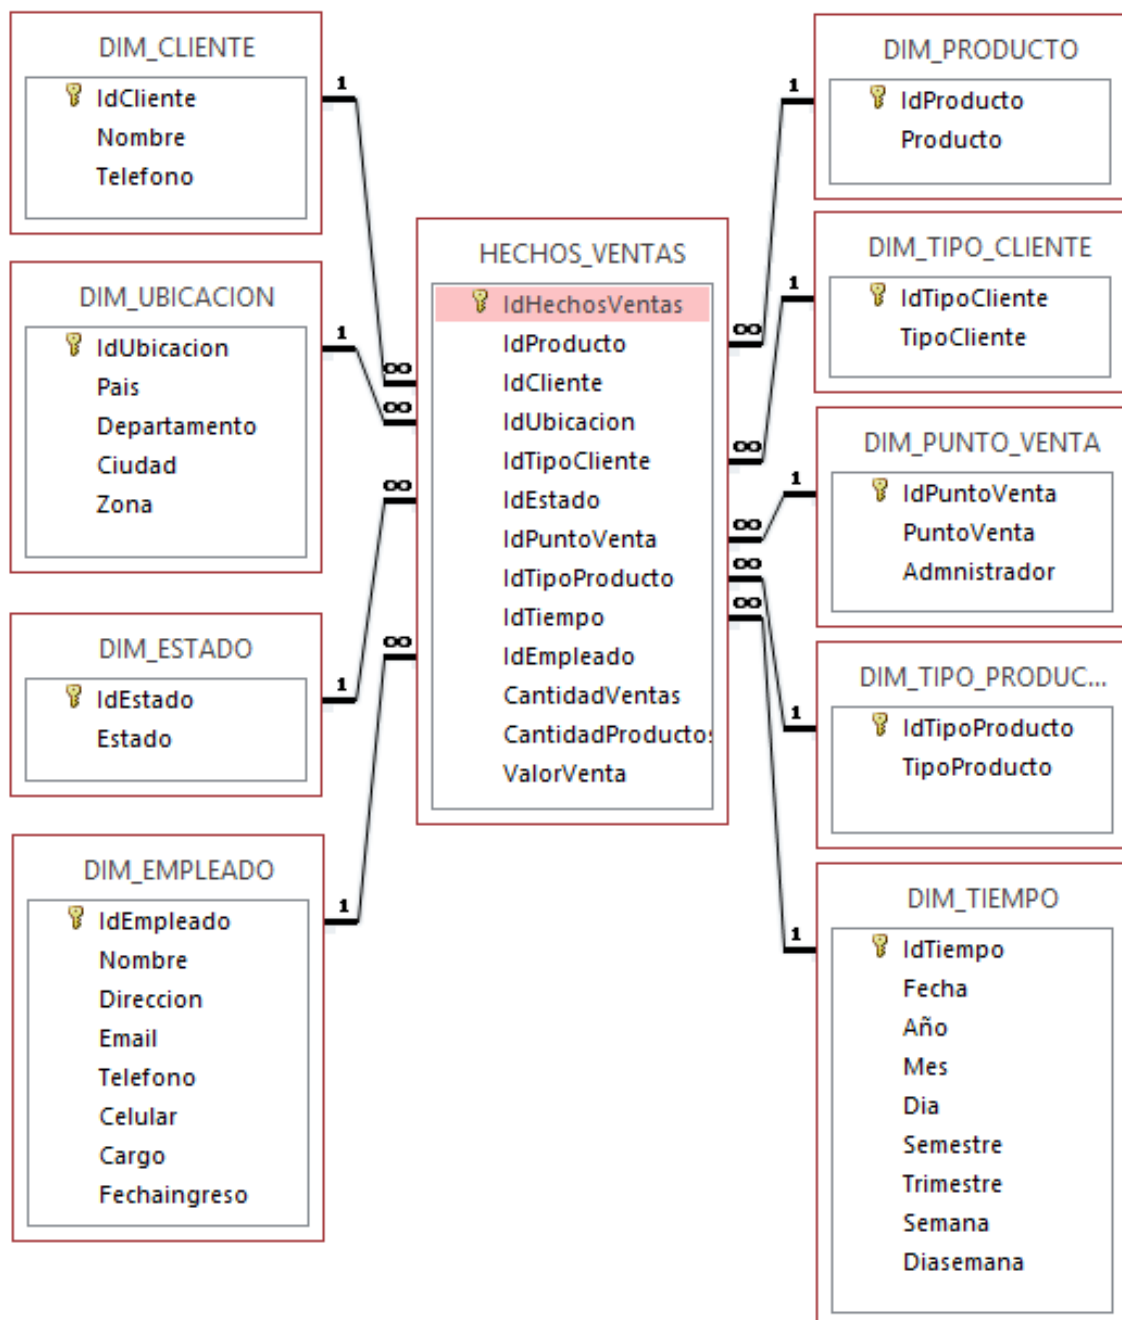 DIM_CLIENTE
IdCliente
Nombre
Telefono
1
DIM_UBICACION
IdUbicacion
Pais
Departamento
Ciudad
Zona
1
DIM_ESTADO
IdEstado
Estado
1
DIM_EMPLEADO
IdEmpleado
Nombre
Direccion
Email
Telefono
Celular
Cargo
Fechaingreso
1
HECHOS_VENTAS
IdHechosVentas
IdProducto
IdCliente
IdUbicacion
IdTipoCliente
IdEstado
IdPuntoVenta
IdTipoProducto
IdTiempo
IdEmpleado
CantidadVentas
CantidadProductos
ValorVenta
∞
∞
∞
∞
∞
∞
∞
∞
∞
DIM_PRODUCTO
IdProducto
Producto
1
DIM_TIPO_CLIENTE
IdTipoCliente
TipoCliente
1
DIM_PUNTO_VENTA
IdPuntoVenta
PuntoVenta
Admnistrador
1
DIM_TIPO_PRODUC...
IdTipoProducto
TipoProducto
1
DIM_TIEMPO
IdTiempo
Fecha
Año
Mes
Dia
Semestre
Trimestre
Semana
Diasemana
1